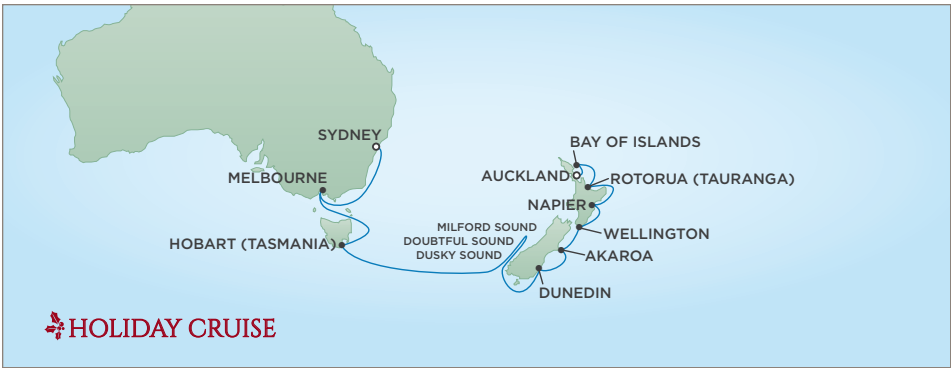 SYDNEY
MELBOURNE
HOBART (TASMANIA)
MILFORD SOUND
DOUBTFUL SOUND
DUSKY SOUND
BAY OF ISLANDS
AUCKLAND
ROTORUA (TAURANGA)
NAPIER
WELLINGTON
AKAROA
DUNEDIN
HOLIDAY CRUISE